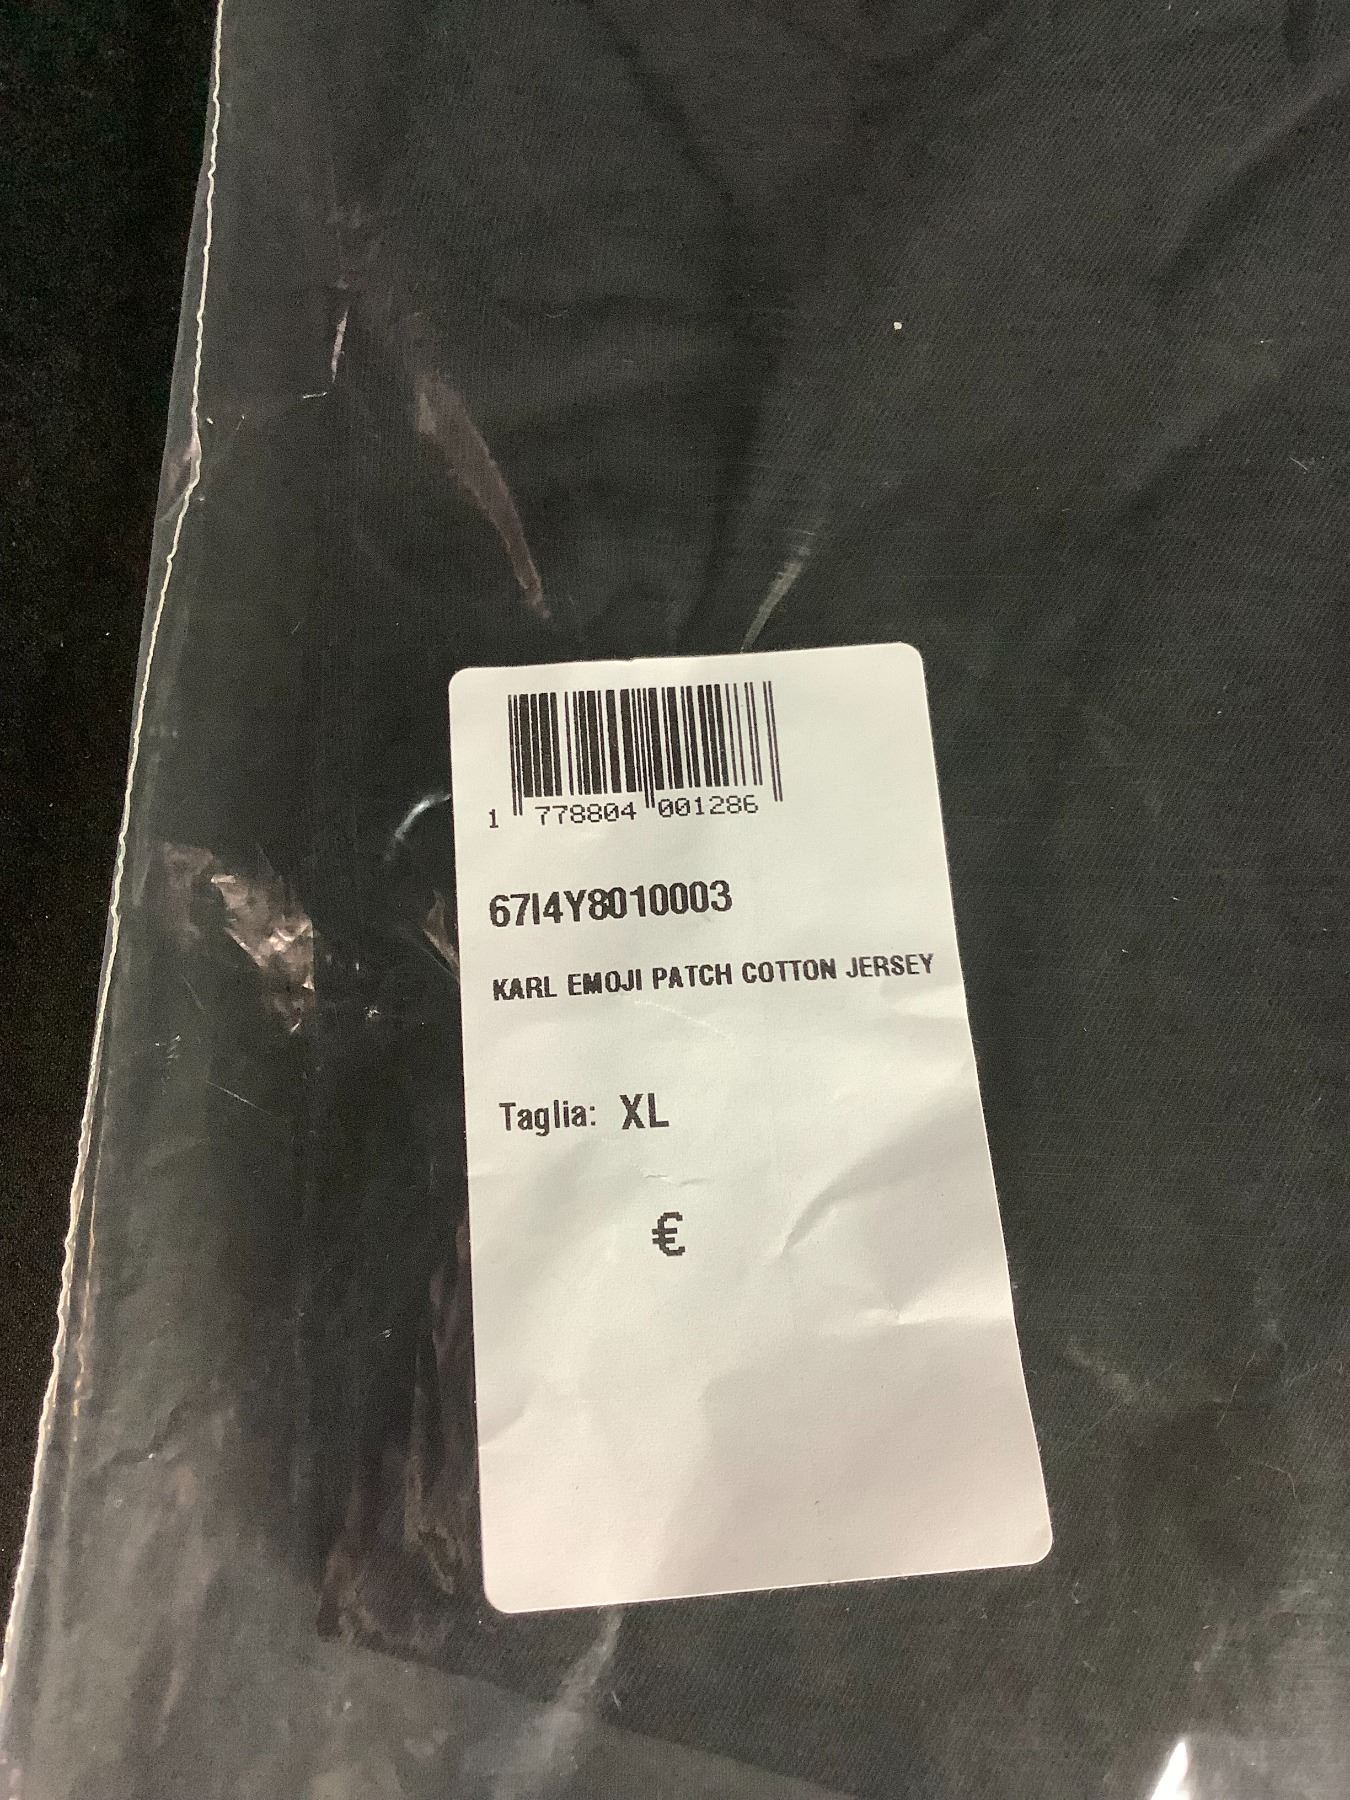 1 778804 001286
67I4Y8010003
KARL EMOJI PATCH COTTON JERSEY
Taglia: XL
€